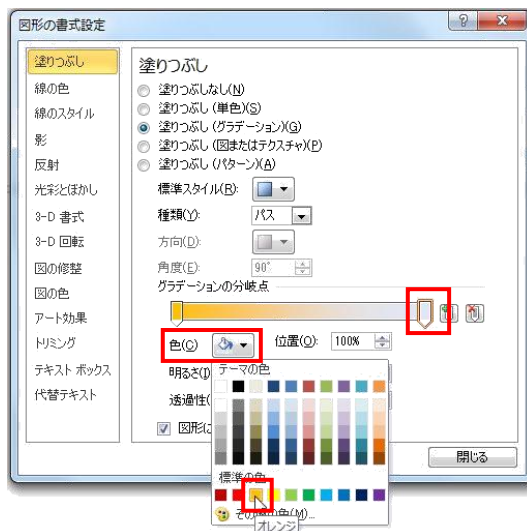 図形の書式設定
塗りつぶし
線の色
線のスタイル
影
反射
光彩とぼかし
3-D 書式
3-D 回転
図の修整
図の色
アート効果
トリミング
テキスト ボックス
代替テキスト
塗りつぶし
塗りつぶしなし(N)
塗りつぶし (単色)(S)
塗りつぶし (グラデーション)(G)
塗りつぶし (図またはテクスチャ)(P)
塗りつぶし (パターン)(A)
標準スタイル(R):
種類(Y): パス
方向(D):
角度(E): 90°
グラデーションの分岐点
色(C) 位置(O): 100%
明るさ(I)
テーマの色
透過性(
図形に
標準の色
その他の色(M)...
オレンジ
閉じる